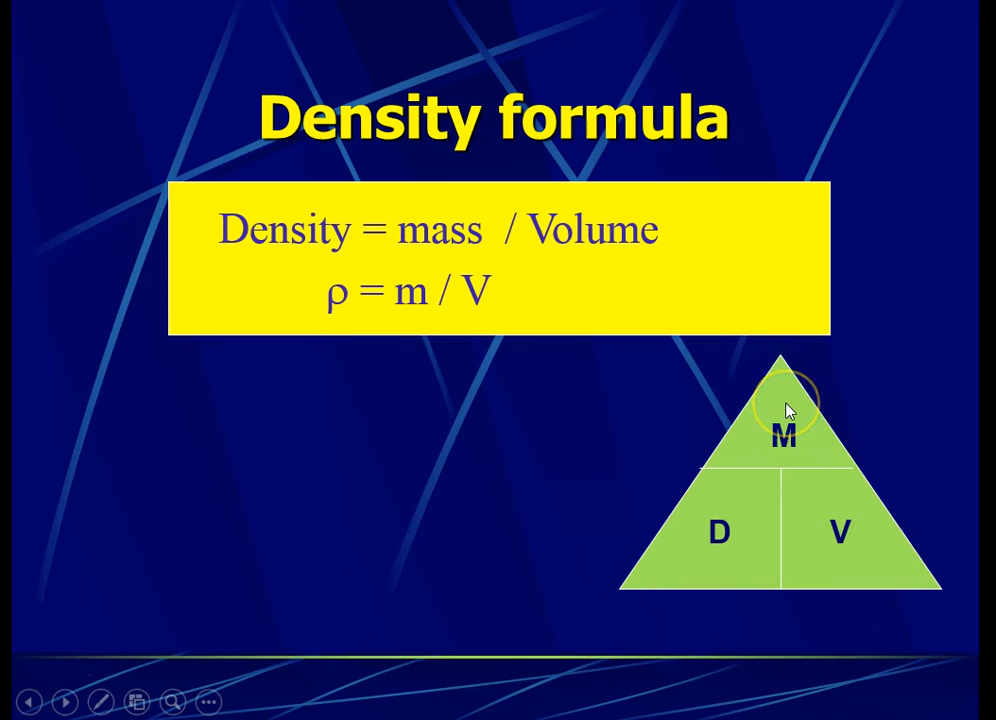 Density formula
Density = mass / Volume
ρ = m / V
M
D V